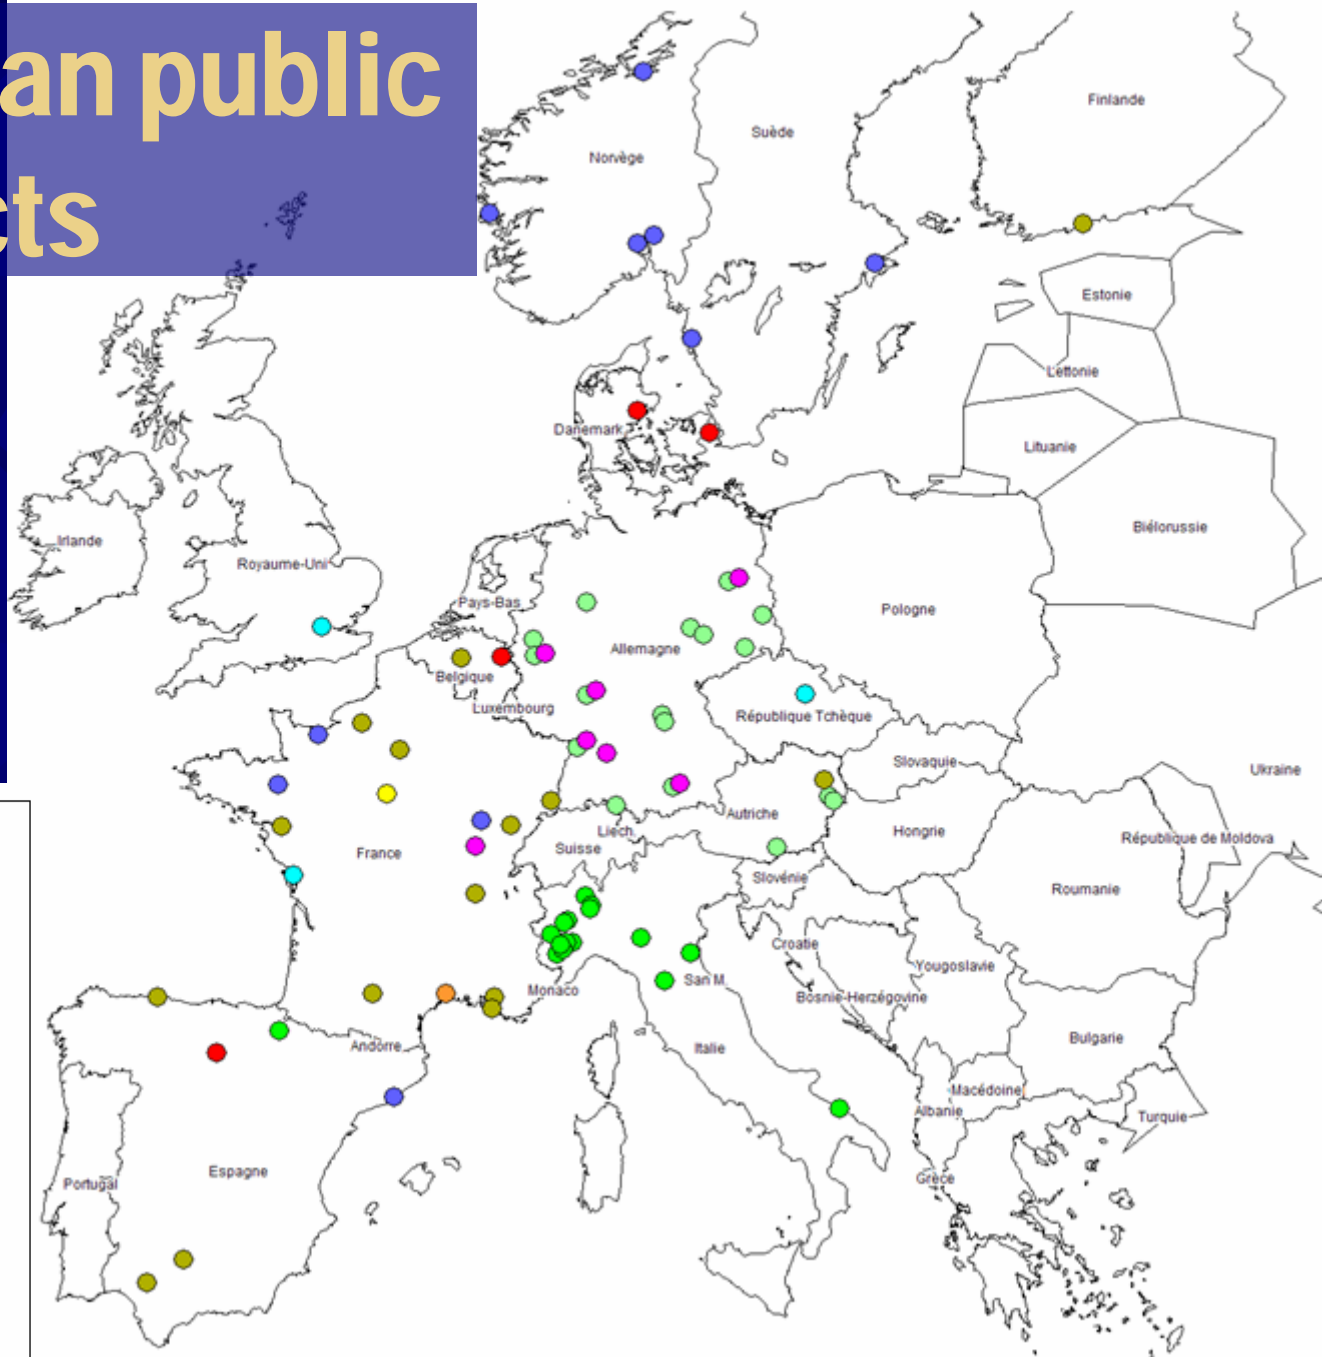 an public
cts
Finlande
Suède
Norvège
Estonie
Lettonie
Danemark
Lituanie
Biélorussie
Irlande
Royaume-Uni
Pays-Bas
Pologne
Allemagne
Belgique
Luxembourg
République Tchèque
Slovaquie
Ukraine
Autriche
Liech.
Hongrie
République de Moldova
France
Suisse
Slovénie
Roumanie
Croatie
Yougoslavie
San M.
Monaco
Bosnie-Herzégovine
Andorre
Italie
Bulgarie
Macédoine
Albanie
Turquie
Espagne
Portugal
Grèce